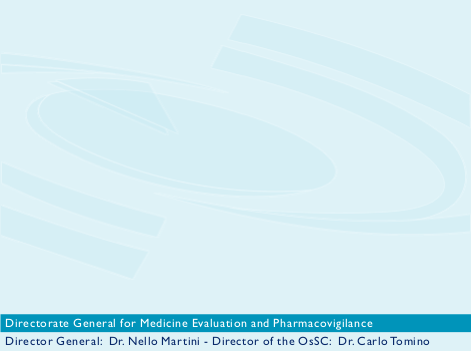 Directorate General for Medicine Evaluation and Pharmacovigilance
Director General: Dr. Nello Martini - Director of the OsSC: Dr. Carlo Tomino